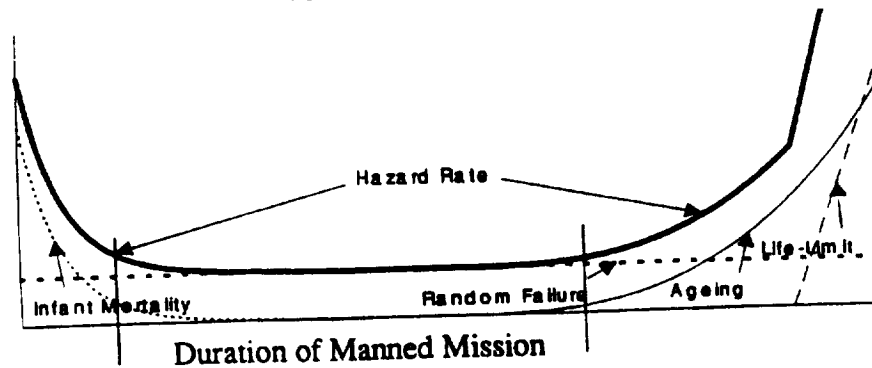 Hazard Rate
Life-Limit
Infant Mortality
Random Failure
Ageing
Duration of Manned Mission